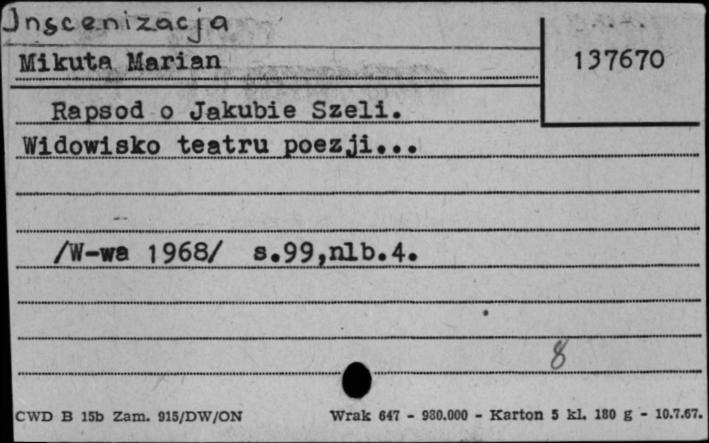 Inscenizacja
Mikuta Marian
137670
Rapsod o Jakubie Szeli.
Widowisko teatru poezji...
/W-wa 1968/ s.99,nlb.4.
8
CWD B 15b Zam. 915/DW/ON Wrak 647 - 980.000 - Karton 5 kl. 180 g - 10.7.67.